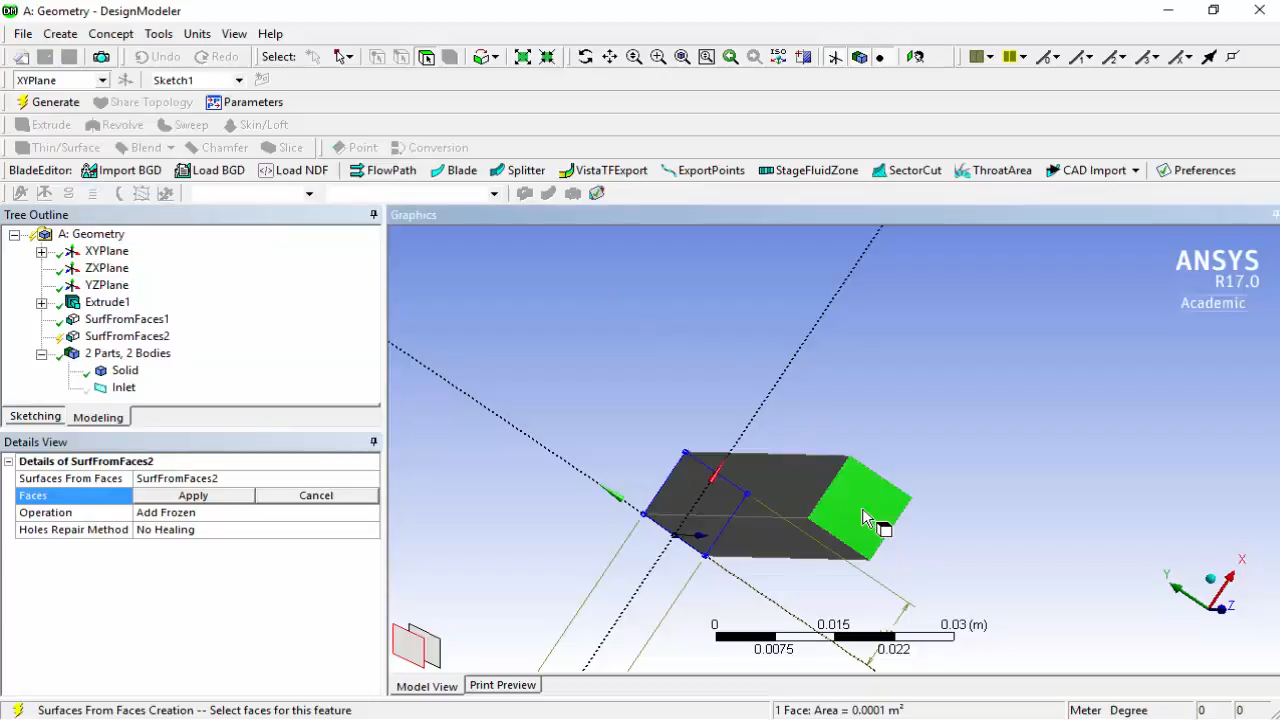 A: Geometry - DesignModeler
File Create Concept Tools Units View Help
Undo Redo Select:
XYPlane Sketch1
Generate Share Topology Parameters
Extrude Revolve Sweep Skin/Loft
Thin/Surface Blend Chamfer Slice Point Conversion
BladeEditor: Import BGD Load BGD Load NDF FlowPath Blade Splitter VistaTFExport ExportPoints StageFluidZone SectorCut ThroatArea CAD Import Preferences
Tree Outline
A: Geometry
XYPlane
ZXPlane
YZPlane
Extrude1
SurfFromFaces1
SurfFromFaces2
2 Parts, 2 Bodies
Solid
Inlet
Sketching Modeling
Details View
Details of SurfFromFaces2
Surfaces From Faces SurfFromFaces2
Faces Apply Cancel
Operation Add Frozen
Holes Repair Method No Healing
Graphics
ANSYS
R17.0
Academic
X
Y
Z
0 0.015 0.03 (m)
0.0075 0.022
Model View Print Preview
Surfaces From Faces Creation -- Select faces for this feature 1 Face: Area = 0.0001 m² Meter Degree 0 0